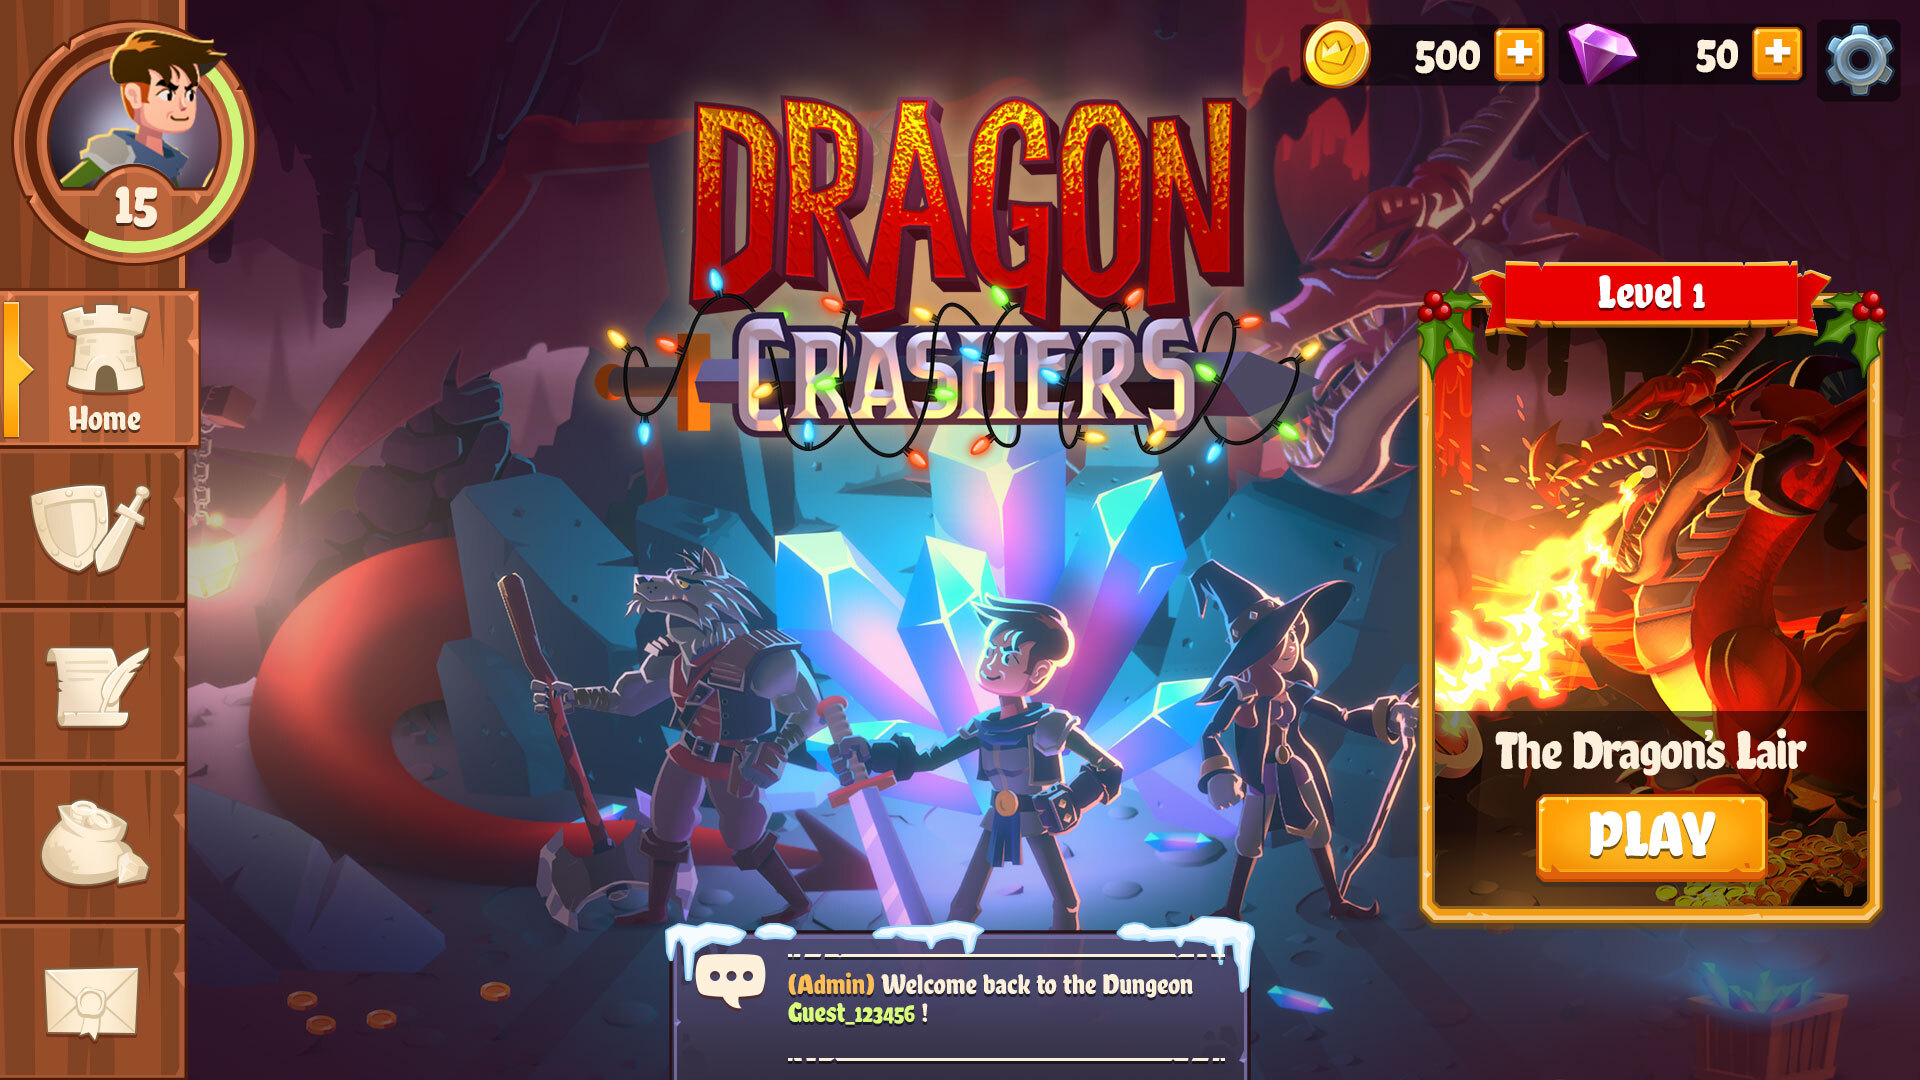 500
50
15
DRAGON
CRASHERS
Level 1
Home
The Dragon's Lair
PLAY
(Admin) Welcome back to the Dungeon
Guest_123456 !